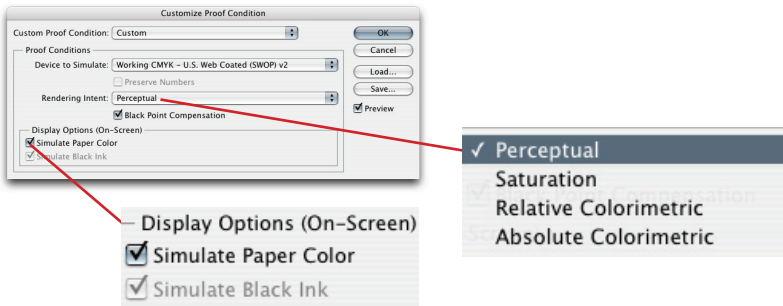 Customize Proof Condition
Custom Proof Condition: Custom
OK
Proof Conditions
Cancel
Device to Simulate: Working CMYK – U.S. Web Coated (SWOP) v2
Load...
Preserve Numbers
Save...
Rendering Intent: Perceptual
Preview
Black Point Compensation
Display Options (On-Screen)
Simulate Paper Color
Simulate Black Ink
✓ Perceptual
Saturation
Black Point Compensation
Relative Colorimetric
Absolute Colorimetric
Display Options (On-Screen)
Simulate Paper Color
Simulate Black Ink